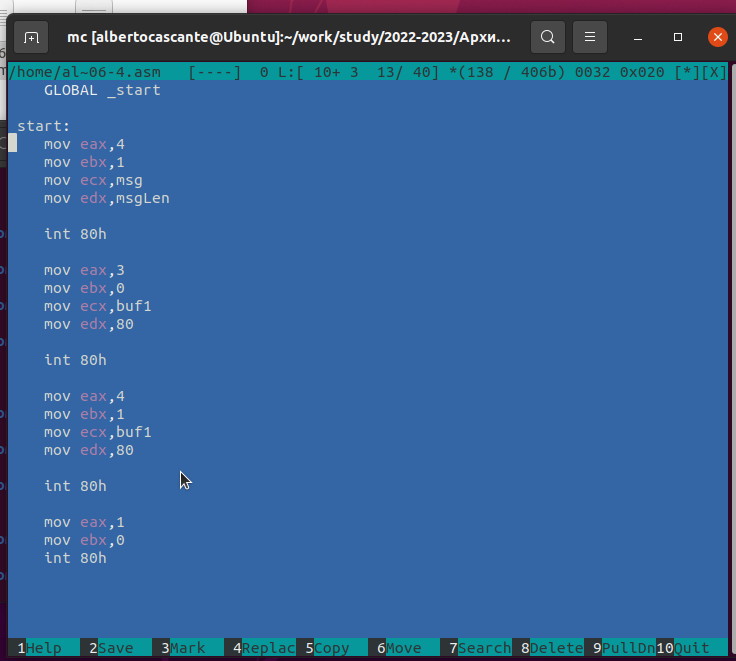 mc [albertocascante@Ubuntu]:~/work/study/2022-2023/Архи...
/home/al~06-4.asm [----] 0 L:[ 10+ 3 13/ 40] *(138 / 406b) 0032 0x020 [*][X]
GLOBAL _start
start:
mov eax,4
mov ebx,1
mov ecx,msg
mov edx,msgLen
int 80h
mov eax,3
mov ebx,0
mov ecx,buf1
mov edx,80
int 80h
mov eax,4
mov ebx,1
mov ecx,buf1
mov edx,80
int 80h
mov eax,1
mov ebx,0
int 80h
1Help 2Save 3Mark 4Replac 5Copy 6Move 7Search 8Delete 9PullDn 10Quit